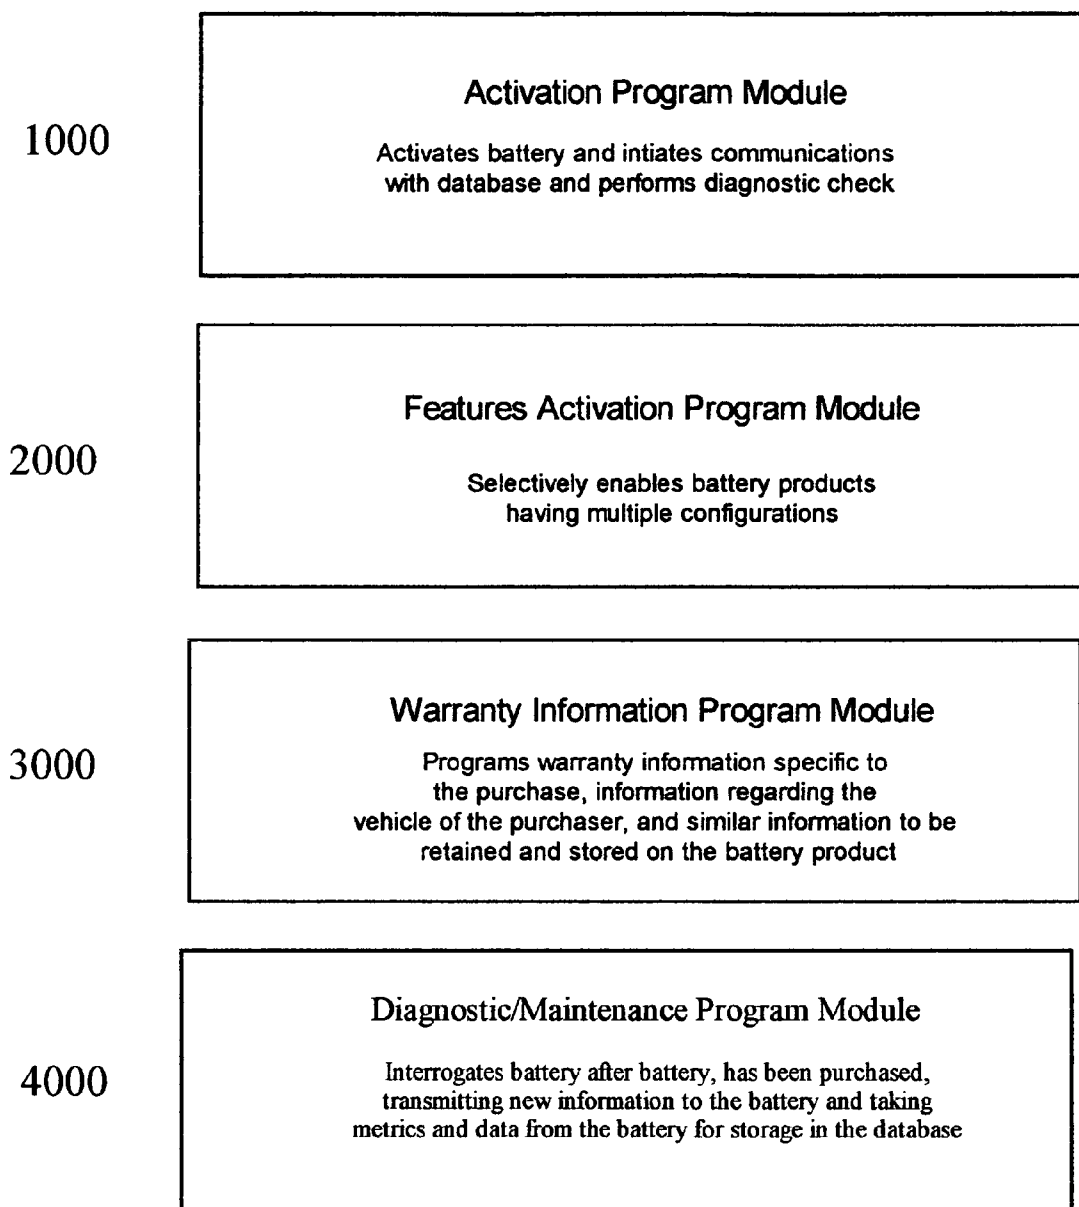 1000
Activation Program Module
Activates battery and intiates communications
with database and performs diagnostic check
2000
Features Activation Program Module
Selectively enables battery products
having multiple configurations
3000
Warranty Information Program Module
Programs warranty information specific to
the purchase, information regarding the
vehicle of the purchaser, and similar information to be
retained and stored on the battery product
4000
Diagnostic/Maintenance Program Module
Interrogates battery after battery, has been purchased,
transmitting new information to the battery and taking
metrics and data from the battery for storage in the database